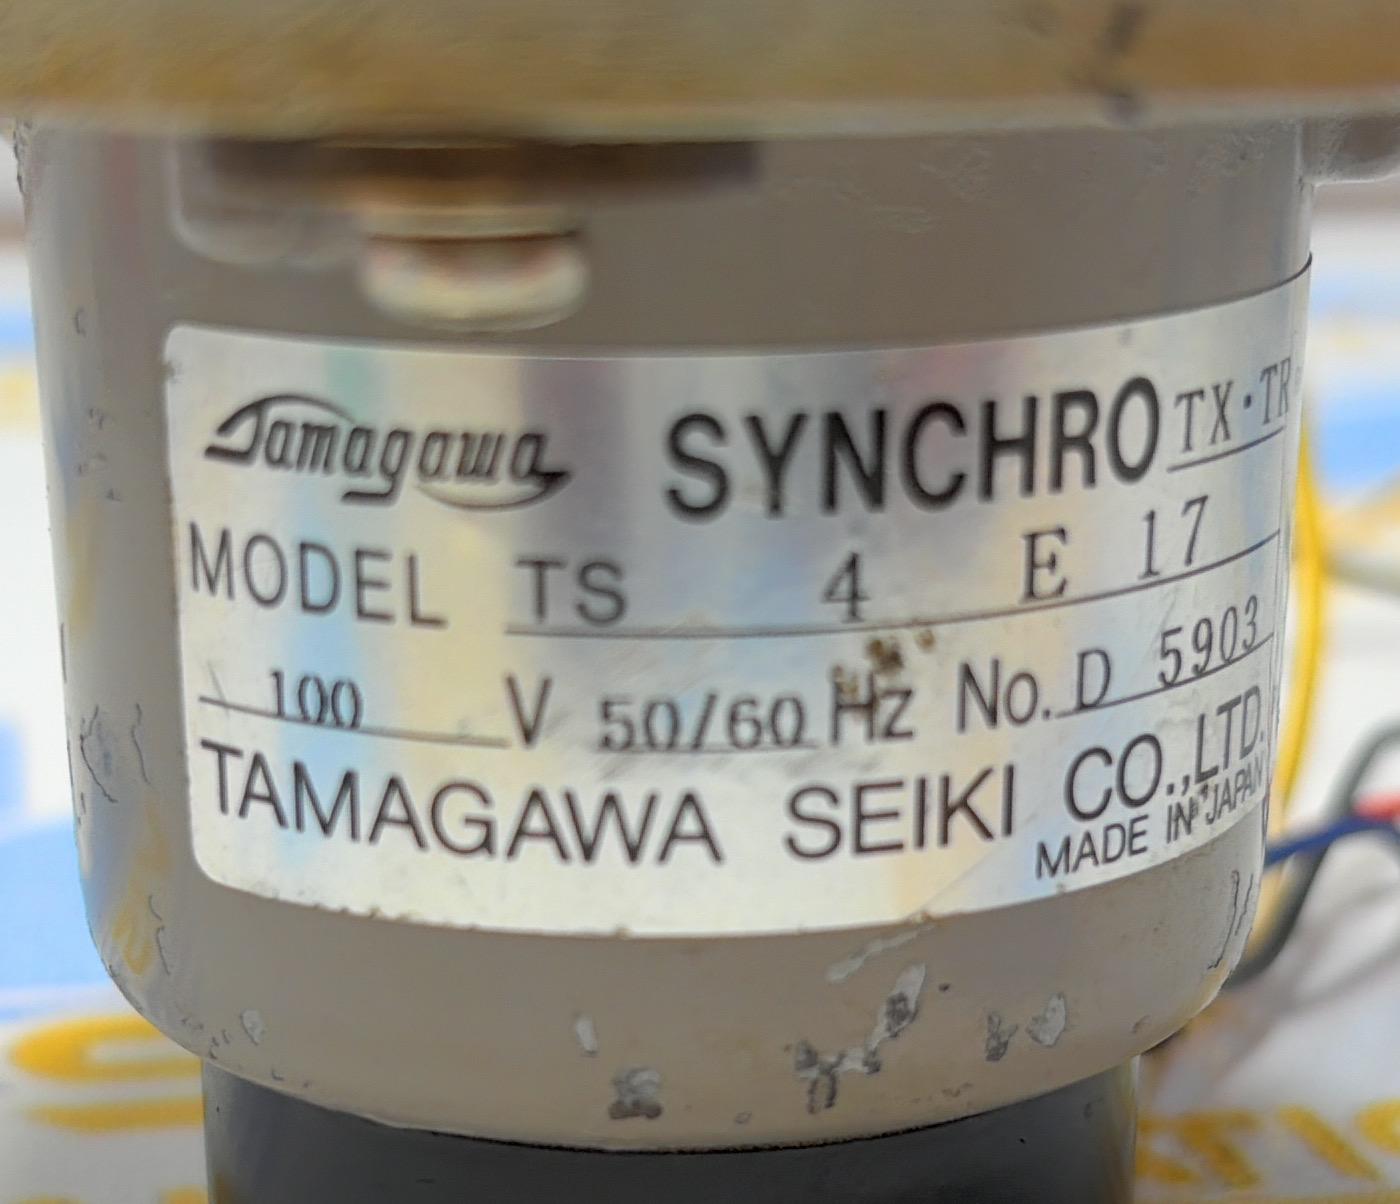 Tamagawa SYNCHRO TX·TR
MODEL TS 4 E 17
100 V 50/60 Hz No. D 5903
TAMAGAWA SEIKI CO.,LTD.
MADE IN JAPAN